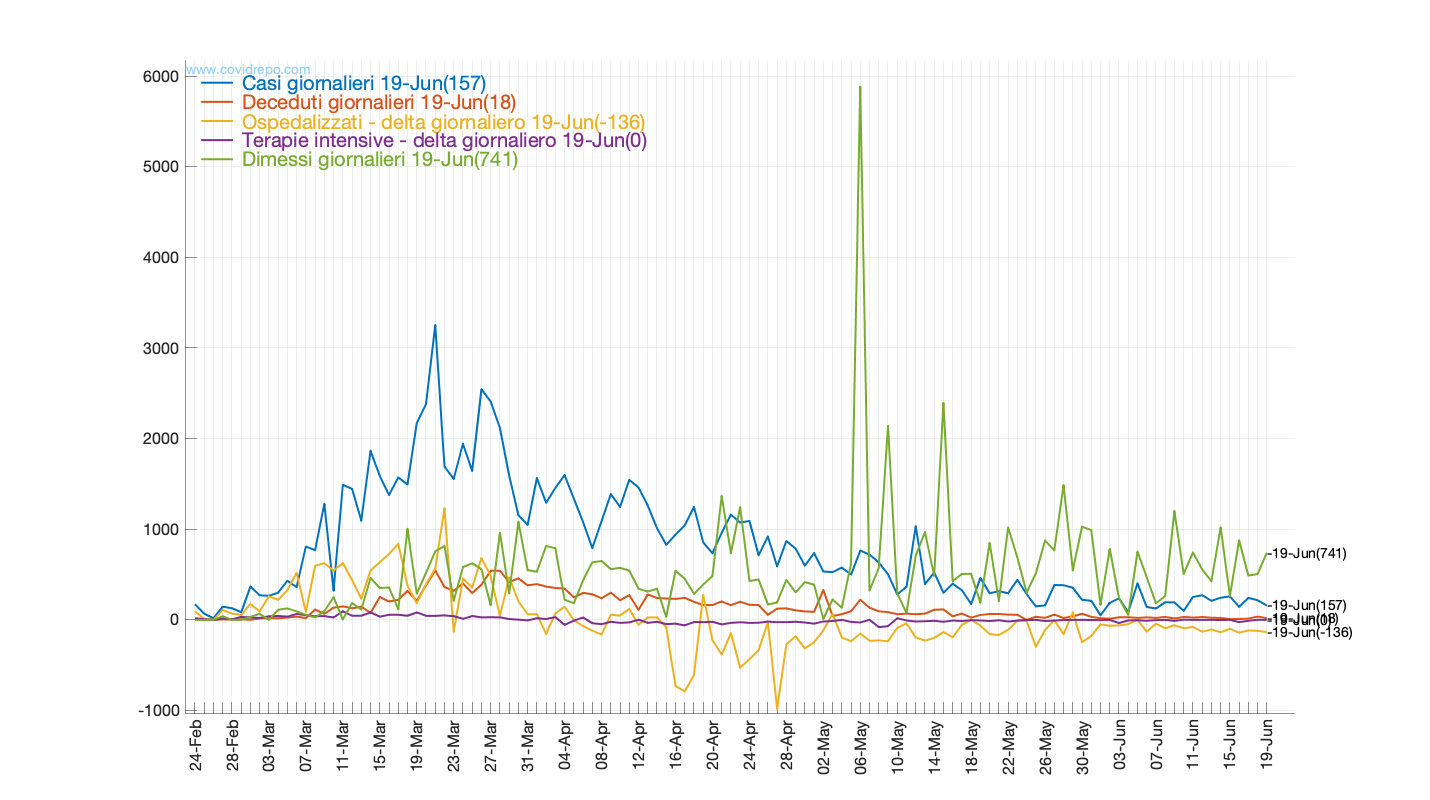 www.covidrepo.com
Casi giornalieri 19-Jun(157)
Deceduti giornalieri 19-Jun(18)
Ospedalizzati - delta giornaliero 19-Jun(-136)
Terapie intensive - delta giornaliero 19-Jun(0)
Dimessi giornalieri 19-Jun(741)
6000
5000
4000
3000
2000
1000
0
-1000
19-Jun(741)
19-Jun(157)
19-Jun(18)
19-Jun(-136)
24-Feb
28-Feb
03-Mar
07-Mar
11-Mar
15-Mar
19-Mar
23-Mar
27-Mar
31-Mar
04-Apr
08-Apr
12-Apr
16-Apr
20-Apr
24-Apr
28-Apr
02-May
06-May
10-May
14-May
18-May
22-May
26-May
30-May
03-Jun
07-Jun
11-Jun
15-Jun
19-Jun